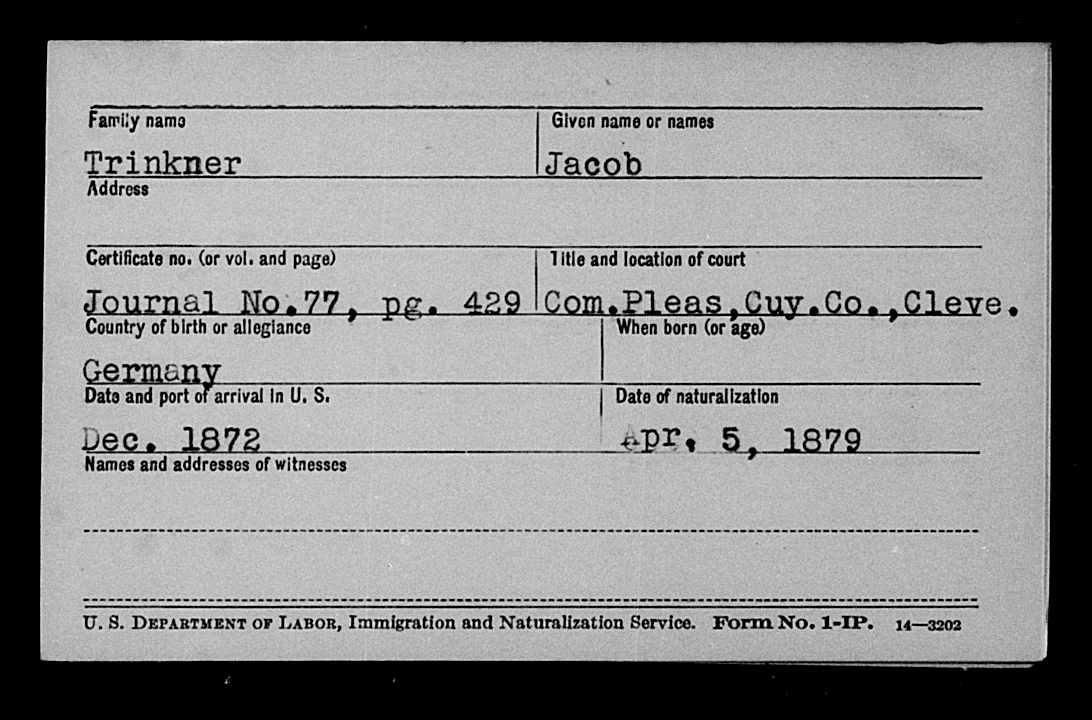 Family name Given name or names
Trinkner Jacob
Address
Certificate no. (or vol. and page) Title and location of court
Journal No.77, pg. 429 Com.Pleas,Cuy.Co.,Cleve.
Country of birth or allegiance When born (or age)
Germany
Date and port of arrival in U. S. Date of naturalization
Dec. 1872 Apr. 5, 1879
Names and addresses of witnesses
U. S. Department of Labor, Immigration and Naturalization Service. Form No. 1-IP. 14—3202